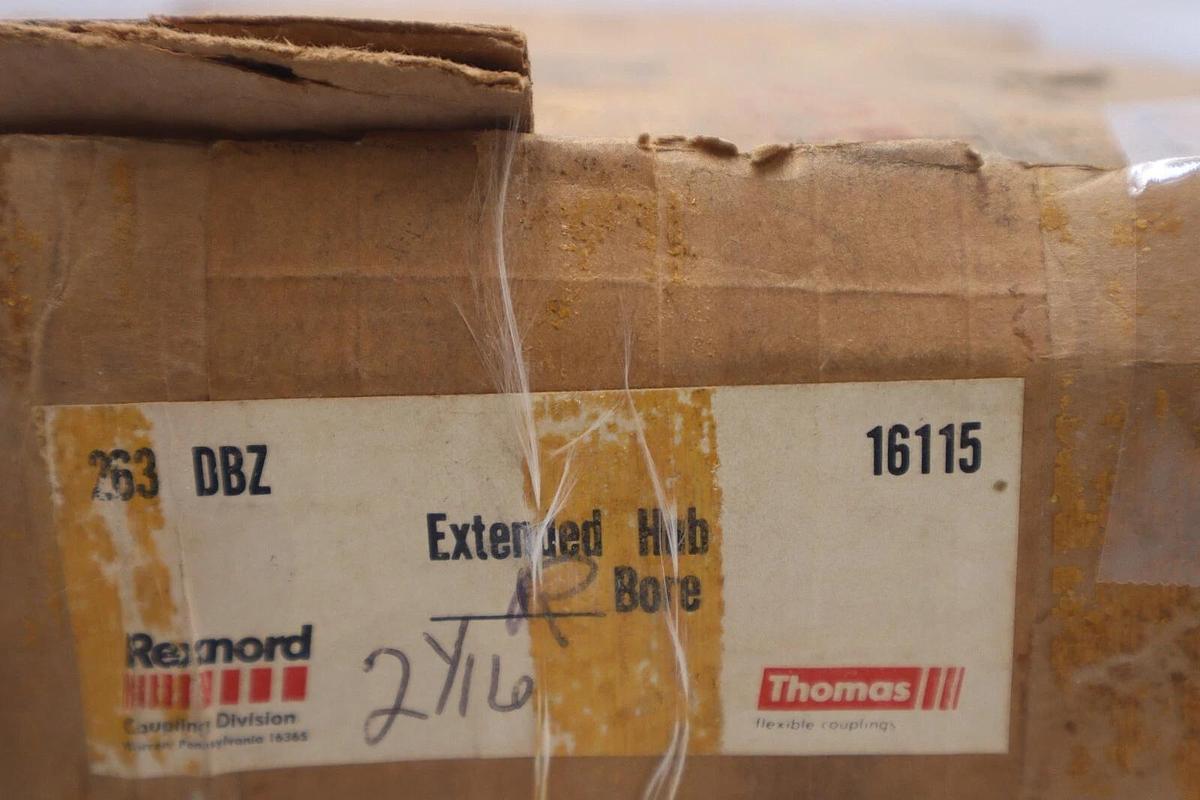 263 DBZ
16115
Extended Hub
R
Bore
2 1/16
Rexnord
Coupling Division
Warren Pennsylvania 16365
Thomas
flexible couplings